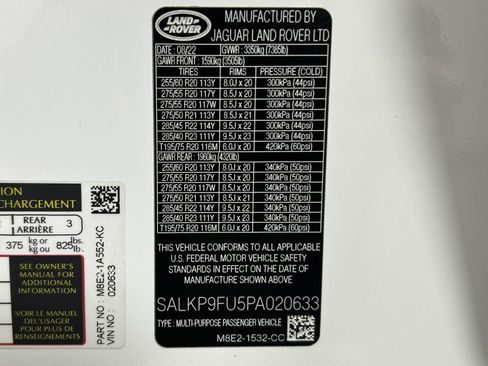 LAND ROVER
MANUFACTURED BY
JAGUAR LAND ROVER LTD
DATE : 08/22 GVWR : 3350kg (7385lb)
GAWR FRONT : 1590kg (3505lb)
TIRES RIMS PRESSURE (COLD)
255/60 R20 113Y 8.0J x 20 300kPa (44psi)
275/55 R20 117Y 8.5J x 20 300kPa (44psi)
275/55 R20 117W 8.5J x 20 300kPa (44psi)
275/50 R21 113Y 8.5J x 21 300kPa (44psi)
285/45 R22 114Y 9.5J x 22 300kPa (44psi)
285/40 R23 111Y 9.5J x 23 300kPa (44psi)
T195/75 R20 116M 6.0J x 20 420kPa (60psi)
GAWR REAR : 1960kg (4320lb)
255/60 R20 113Y 8.0J x 20 340kPa (50psi)
275/55 R20 117Y 8.5J x 20 340kPa (50psi)
275/55 R20 117W 8.5J x 20 340kPa (50psi)
275/50 R21 113Y 8.5J x 21 340kPa (50psi)
285/45 R22 114Y 9.5J x 22 340kPa (50psi)
285/40 R23 111Y 9.5J x 23 340kPa (50psi)
T195/75 R20 116M 6.0J x 20 420kPa (60psi)
THIS VEHICLE CONFORMS TO ALL APPLICABLE
U.S. FEDERAL MOTOR VEHICLE SAFETY
STANDARDS IN EFFECT ON THE DATE OF
MANUFACTURE SHOWN ABOVE.
SALKP9FU5PA020633
TYPE : MULTI-PURPOSE PASSENGER VEHICLE
M8E2-1532-CC
TION
CHARGEMENT
REAR
ARRIÈRE 3
375 kg or kg ou 825 lbs. lb.
SEE OWNER'S
MANUAL FOR
ADDITIONAL
INFORMATION
VOIR LE MANUEL
DE L'USAGER
POUR PLUS DE
RENSEIGNEMENTS
PART NO : M8E2-1A552-KC
VIN NO : 020633